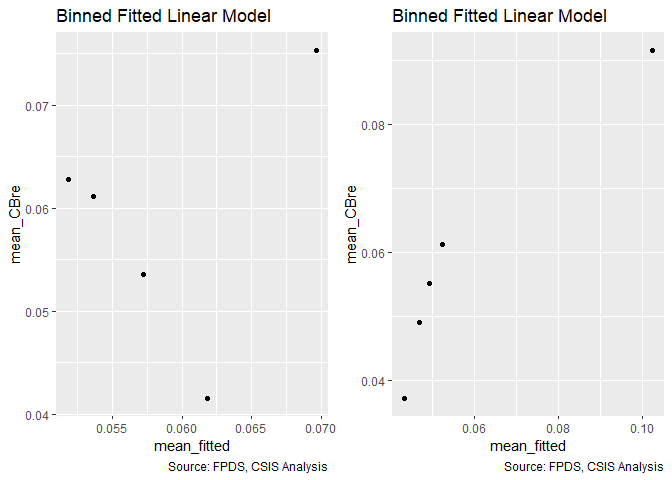 Binned Fitted Linear Model
mean_CBre
0.07
0.06
0.05
0.04
0.055
0.060
0.065
0.070
mean_fitted
Source: FPDS, CSIS Analysis
Binned Fitted Linear Model
mean_CBre
0.08
0.06
0.04
0.06
0.08
0.10
mean_fitted
Source: FPDS, CSIS Analysis